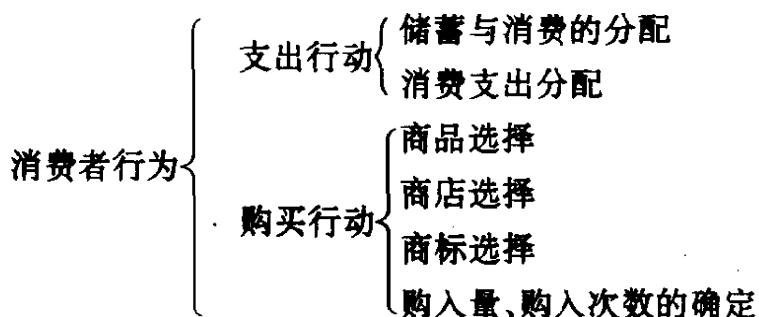 支出行动
储蓄与消费的分配
消费支出分配
消费者行为
购买行动
商品选择
商店选择
商标选择
购入量、购入次数的确定